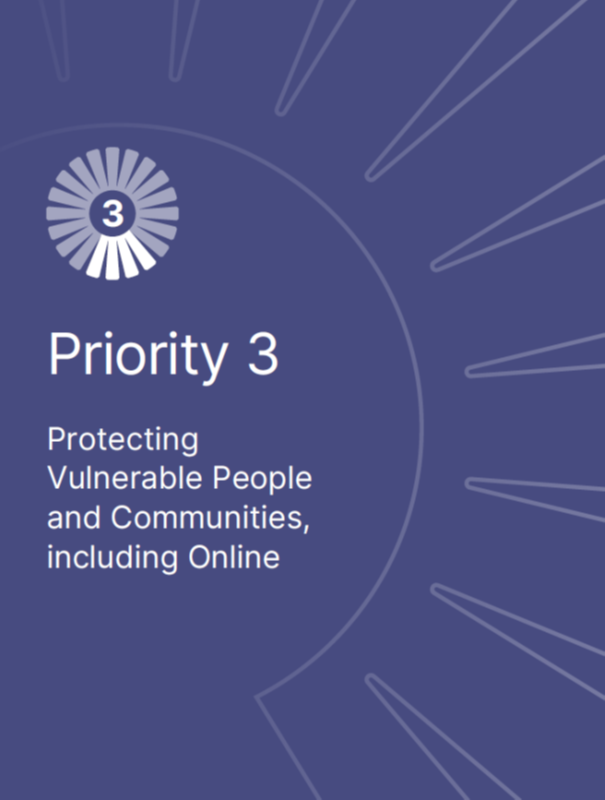 3
Priority 3
Protecting
Vulnerable People
and Communities,
including Online